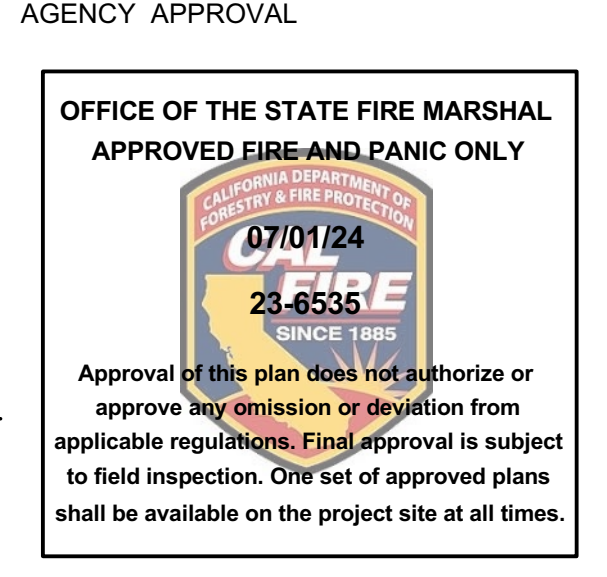 AGENCY APPROVAL
OFFICE OF THE STATE FIRE MARSHAL
APPROVED FIRE AND PANIC ONLY
CALIFORNIA DEPARTMENT OF
FORESTRY & FIRE PROTECTION
07/01/24
CAL
FIRE
23-6535
SINCE 1885
Approval of this plan does not authorize or
approve any omission or deviation from
applicable regulations. Final approval is subject
to field inspection. One set of approved plans
shall be available on the project site at all times.